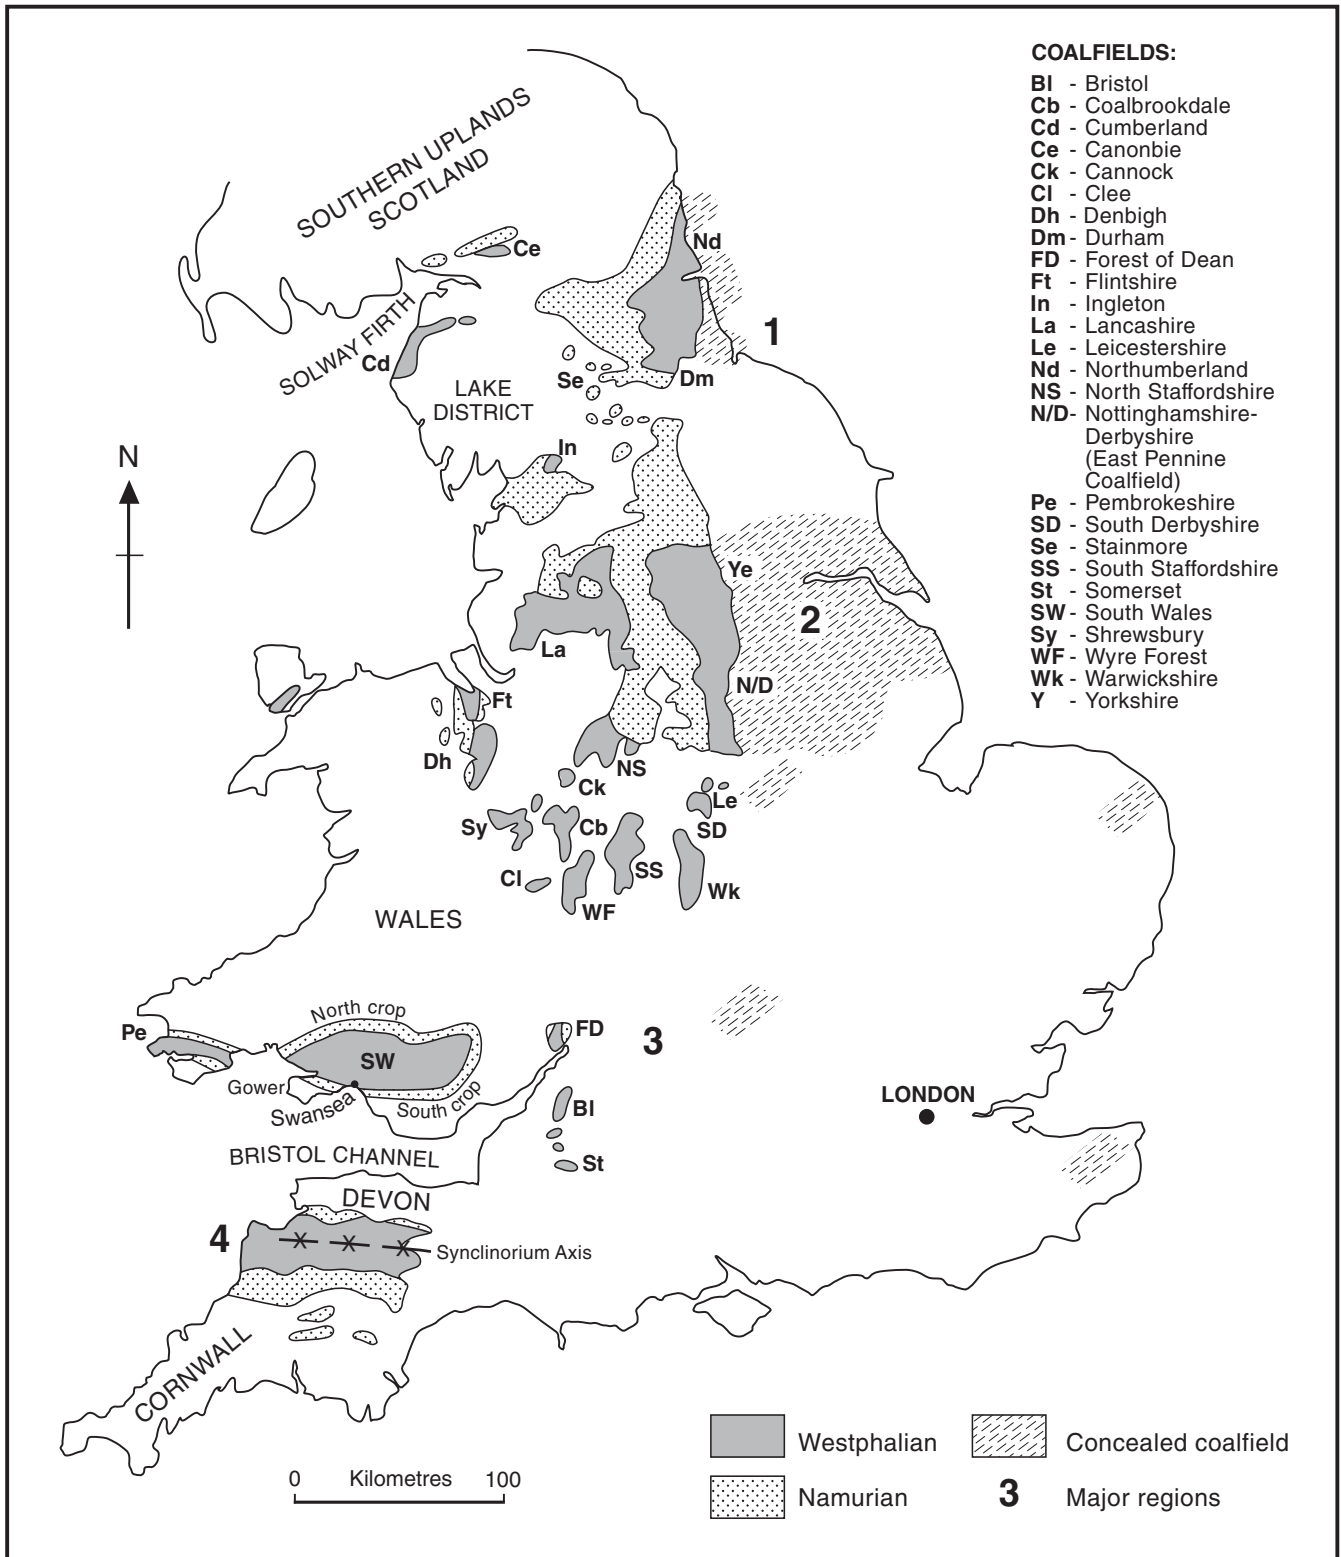 COALFIELDS:
Bl - Bristol
Cb - Coalbrookdale
Cd - Cumberland
Ce - Canonbie
Ck - Cannock
Cl - Clee
Dh - Denbigh
Dm - Durham
FD - Forest of Dean
Ft - Flintshire
In - Ingleton
La - Lancashire
Le - Leicestershire
Nd - Northumberland
NS - North Staffordshire
N/D- Nottinghamshire-
Derbyshire
(East Pennine
Coalfield)
Pe - Pembrokeshire
SD - South Derbyshire
Se - Stainmore
SS - South Staffordshire
St - Somerset
SW - South Wales
Sy - Shrewsbury
WF - Wyre Forest
Wk - Warwickshire
Y - Yorkshire
SOUTHERN UPLANDS
SCOTLAND
Ce
Nd
SOLWAY FIRTH
1
Cd
Se
Dm
LAKE
DISTRICT
N
In
Ye
2
La
N/D
Ft
Dh
NS
Ck
Le
Sy
Cb
SD
Cl
SS
Wk
WF
WALES
North crop
Pe
FD
3
SW
Gower
Swansea
South crop
LONDON
Bl
BRISTOL CHANNEL
St
DEVON
4
Synclinorium Axis
CORNWALL
0 Kilometres 100
Westphalian
Concealed coalfield
Namurian
3 Major regions